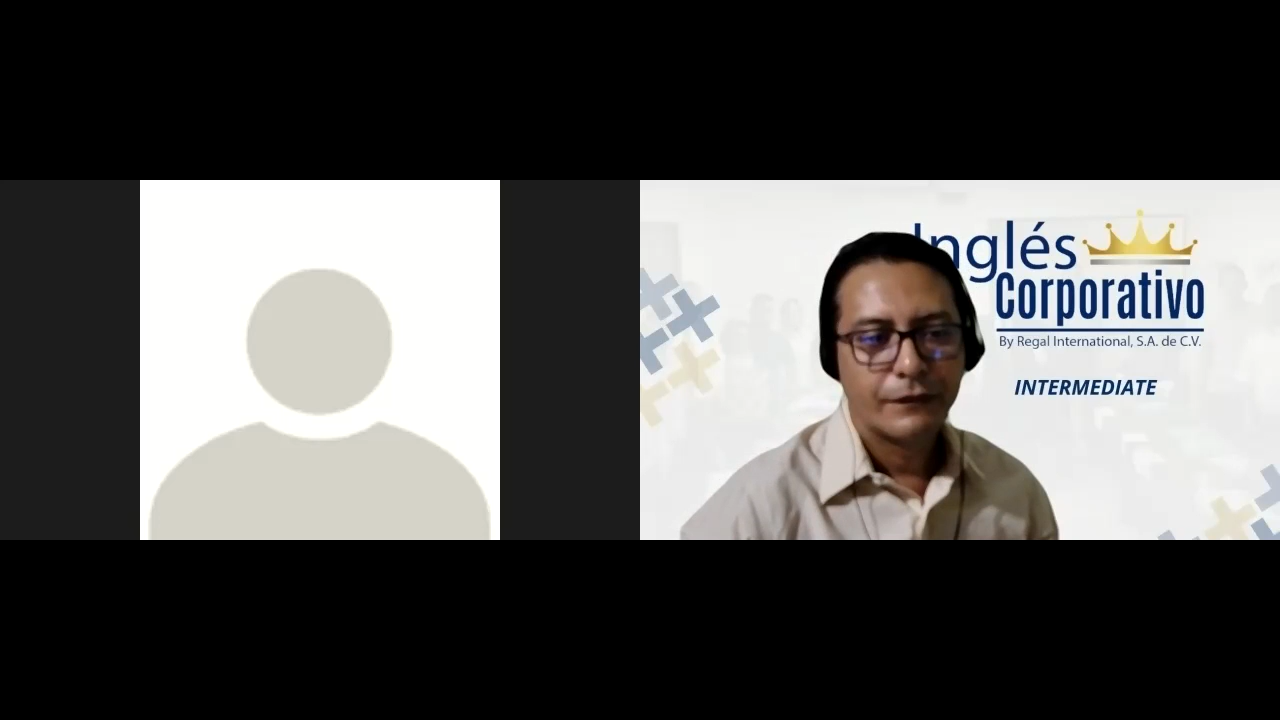 Inglés
Corporativo
By Regal International, S.A. de C.V.
INTERMEDIATE